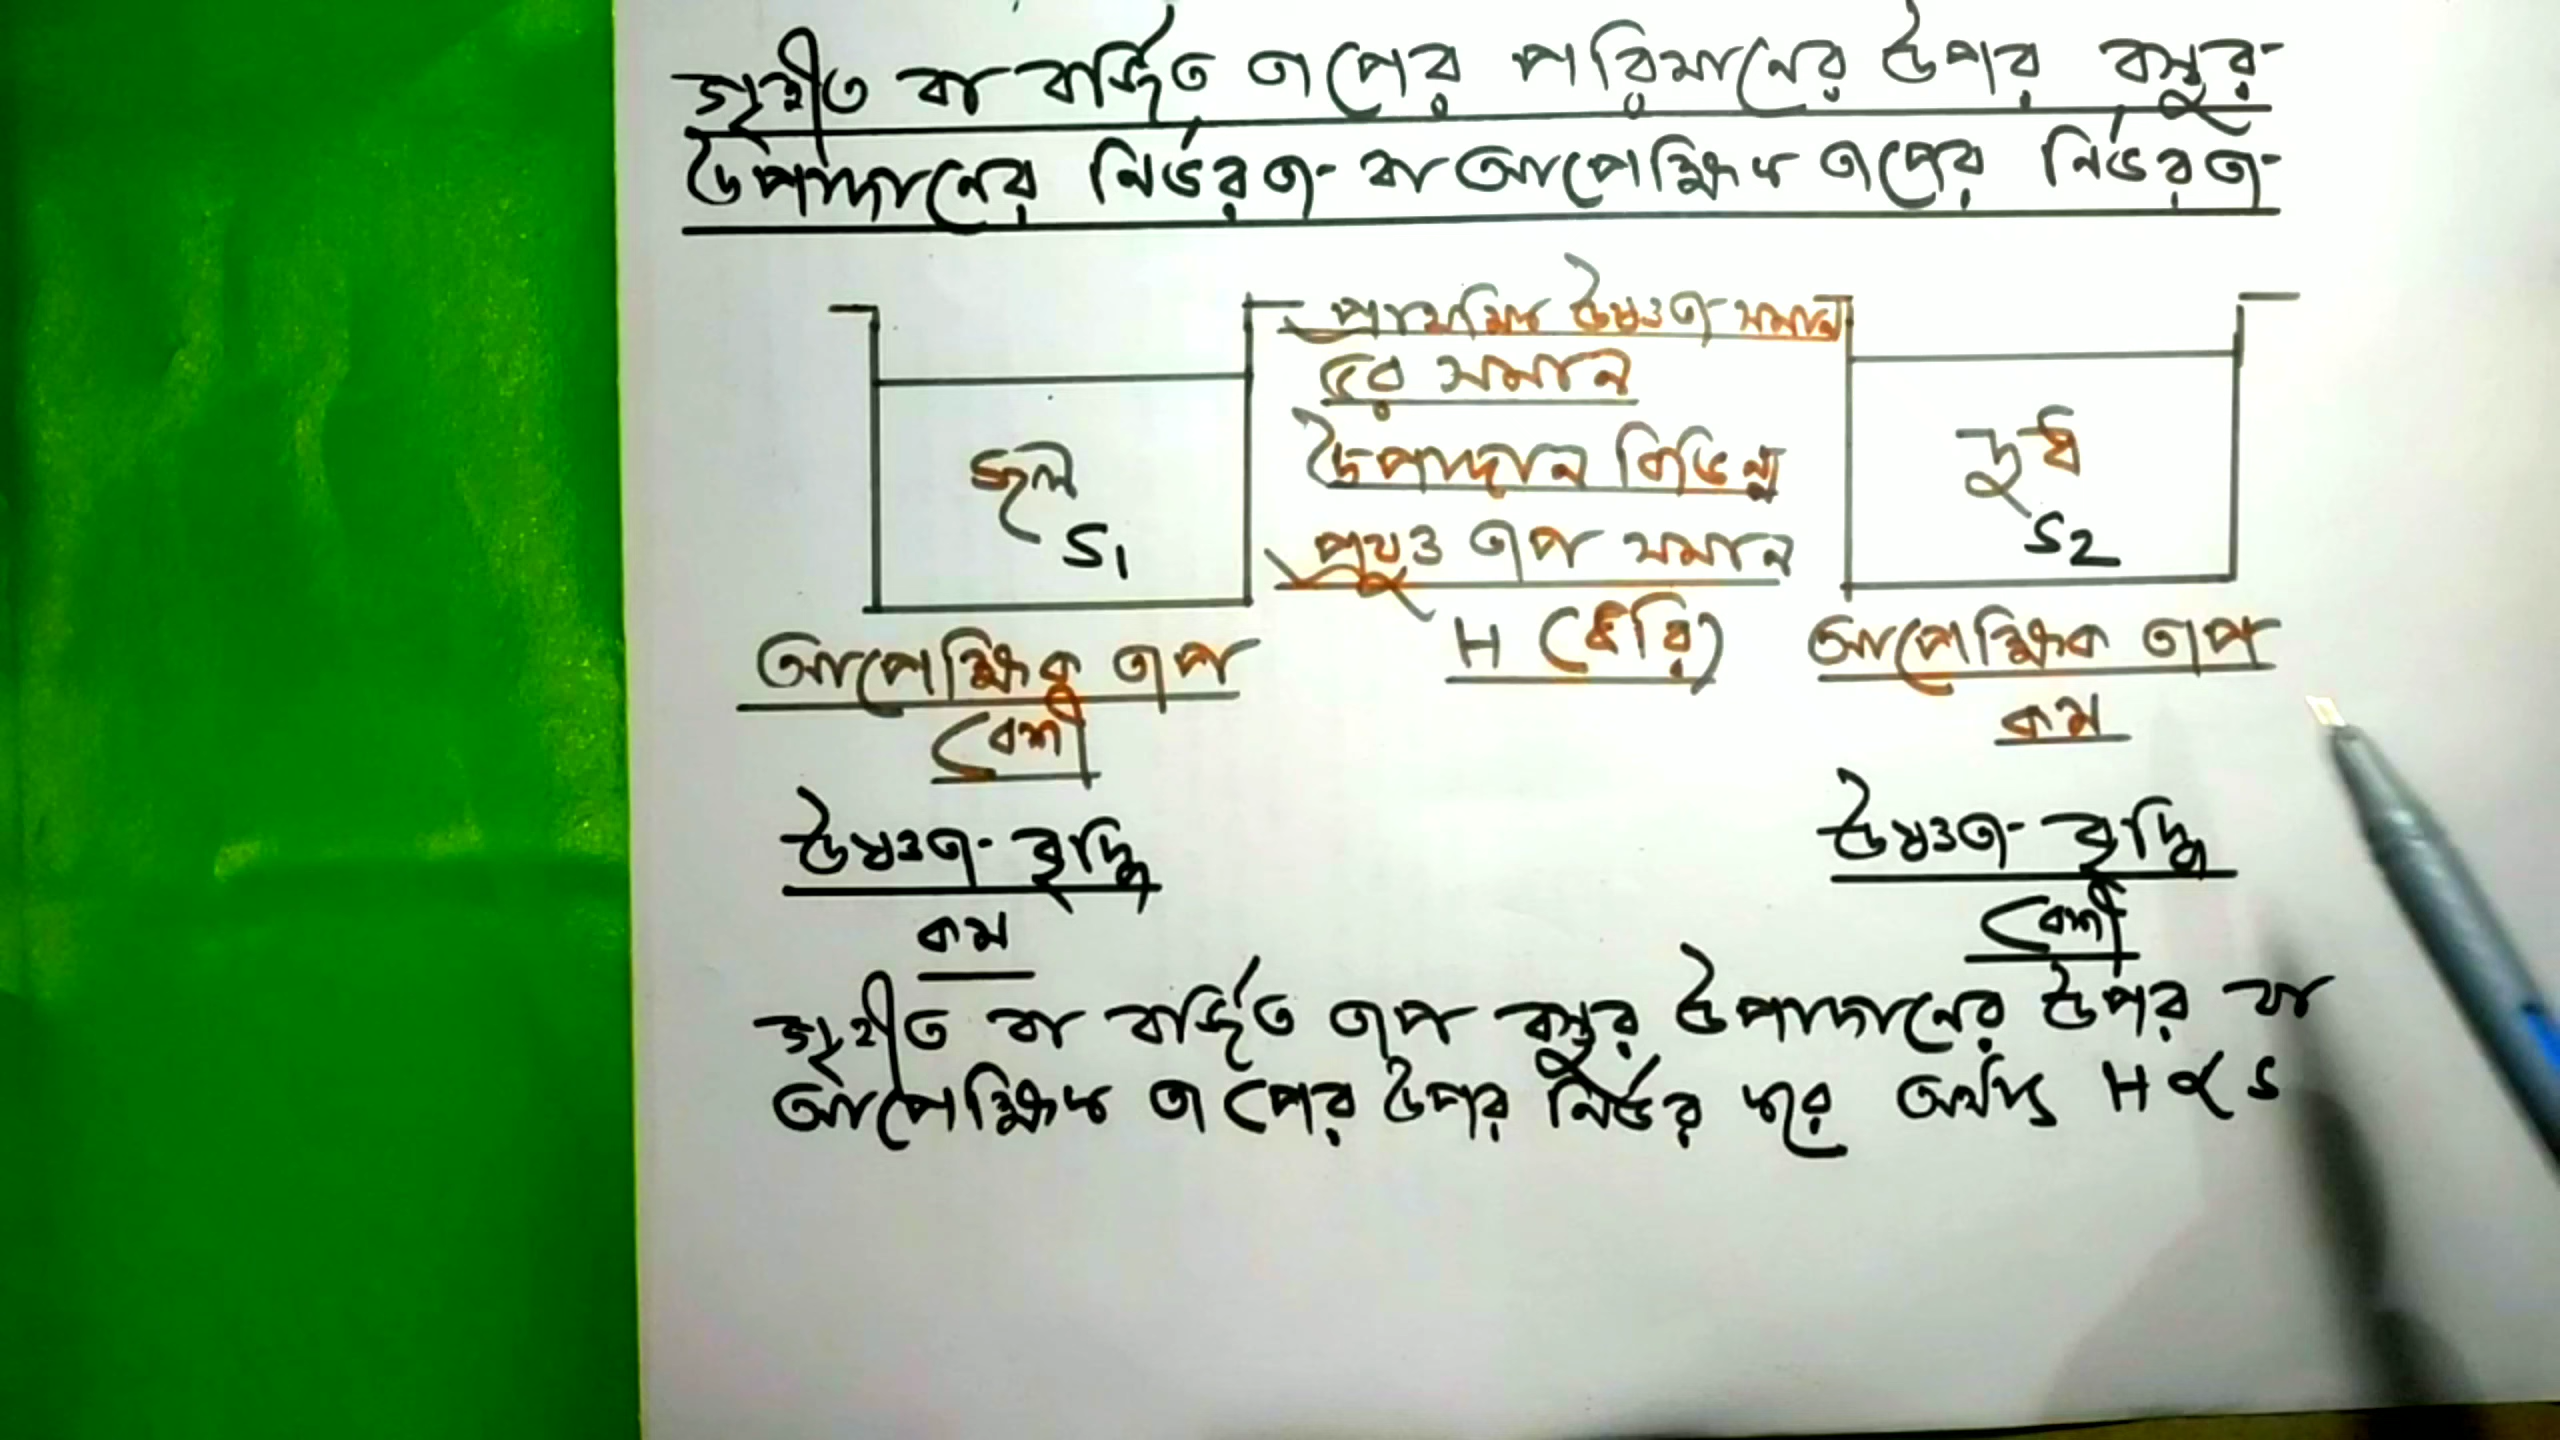 গৃহীত বা বর্জিত তাপের পরিমানের উপর বস্তুর
উপাদানের নির্ভরতা বা আপেক্ষিক তাপের নির্ভরতা
প্রাথমিক উষ্ণতা সমান
ভর সমান
উপাদান বিভিন্ন
প্রযুক্ত তাপ সমান
H (ধরি)
জল
S1
আপেক্ষিক তাপ
বেশী
উষ্ণতা বৃদ্ধি
কম
দুধ
S2
আপেক্ষিক তাপ
কম
উষ্ণতা বৃদ্ধি
বেশী
গৃহীত বা বর্জিত তাপ বস্তুর উপাদানের উপর বা
আপেক্ষিক তাপের উপর নির্ভর করে অর্থাৎ H ∝ S